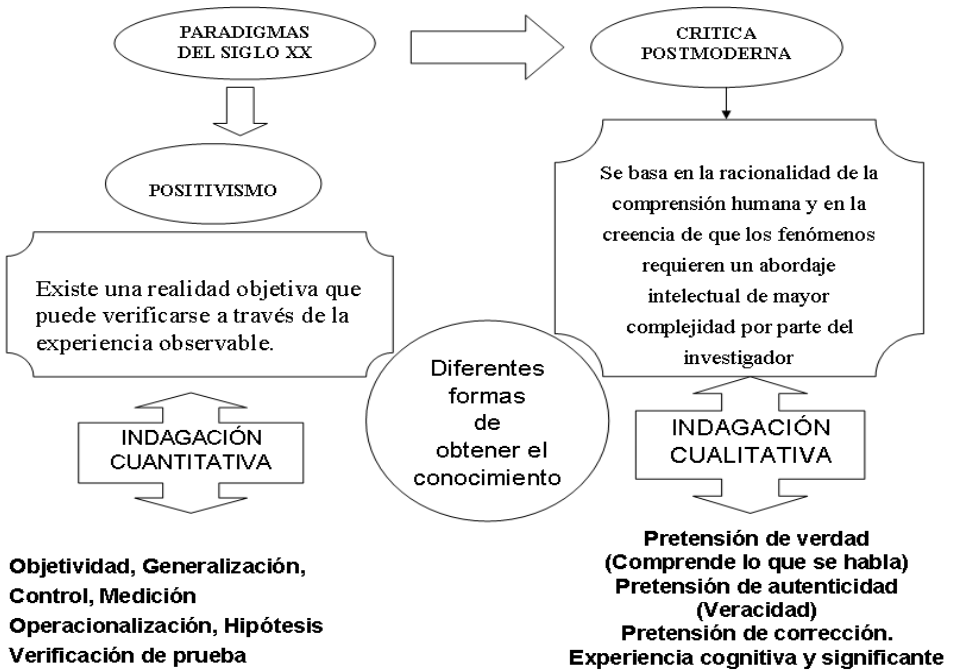 PARADIGMAS
DEL SIGLO XX
CRITICA
POSTMODERNA
POSITIVISMO
Existe una realidad objetiva que
puede verificarse a través de la
experiencia observable.
Se basa en la racionalidad de la
comprensión humana y en la
creencia de que los fenómenos
requieren un abordaje
intelectual de mayor
complejidad por parte del
investigador
Diferentes
formas
de
obtener el
conocimiento
INDAGACIÓN
CUANTITATIVA
INDAGACIÓN
CUALITATIVA
Objetividad, Generalización,
Control, Medición
Operacionalización, Hipótesis
Verificación de prueba
Pretensión de verdad
(Comprende lo que se habla)
Pretensión de autenticidad
(Veracidad)
Pretensión de corrección.
Experiencia cognitiva y significante